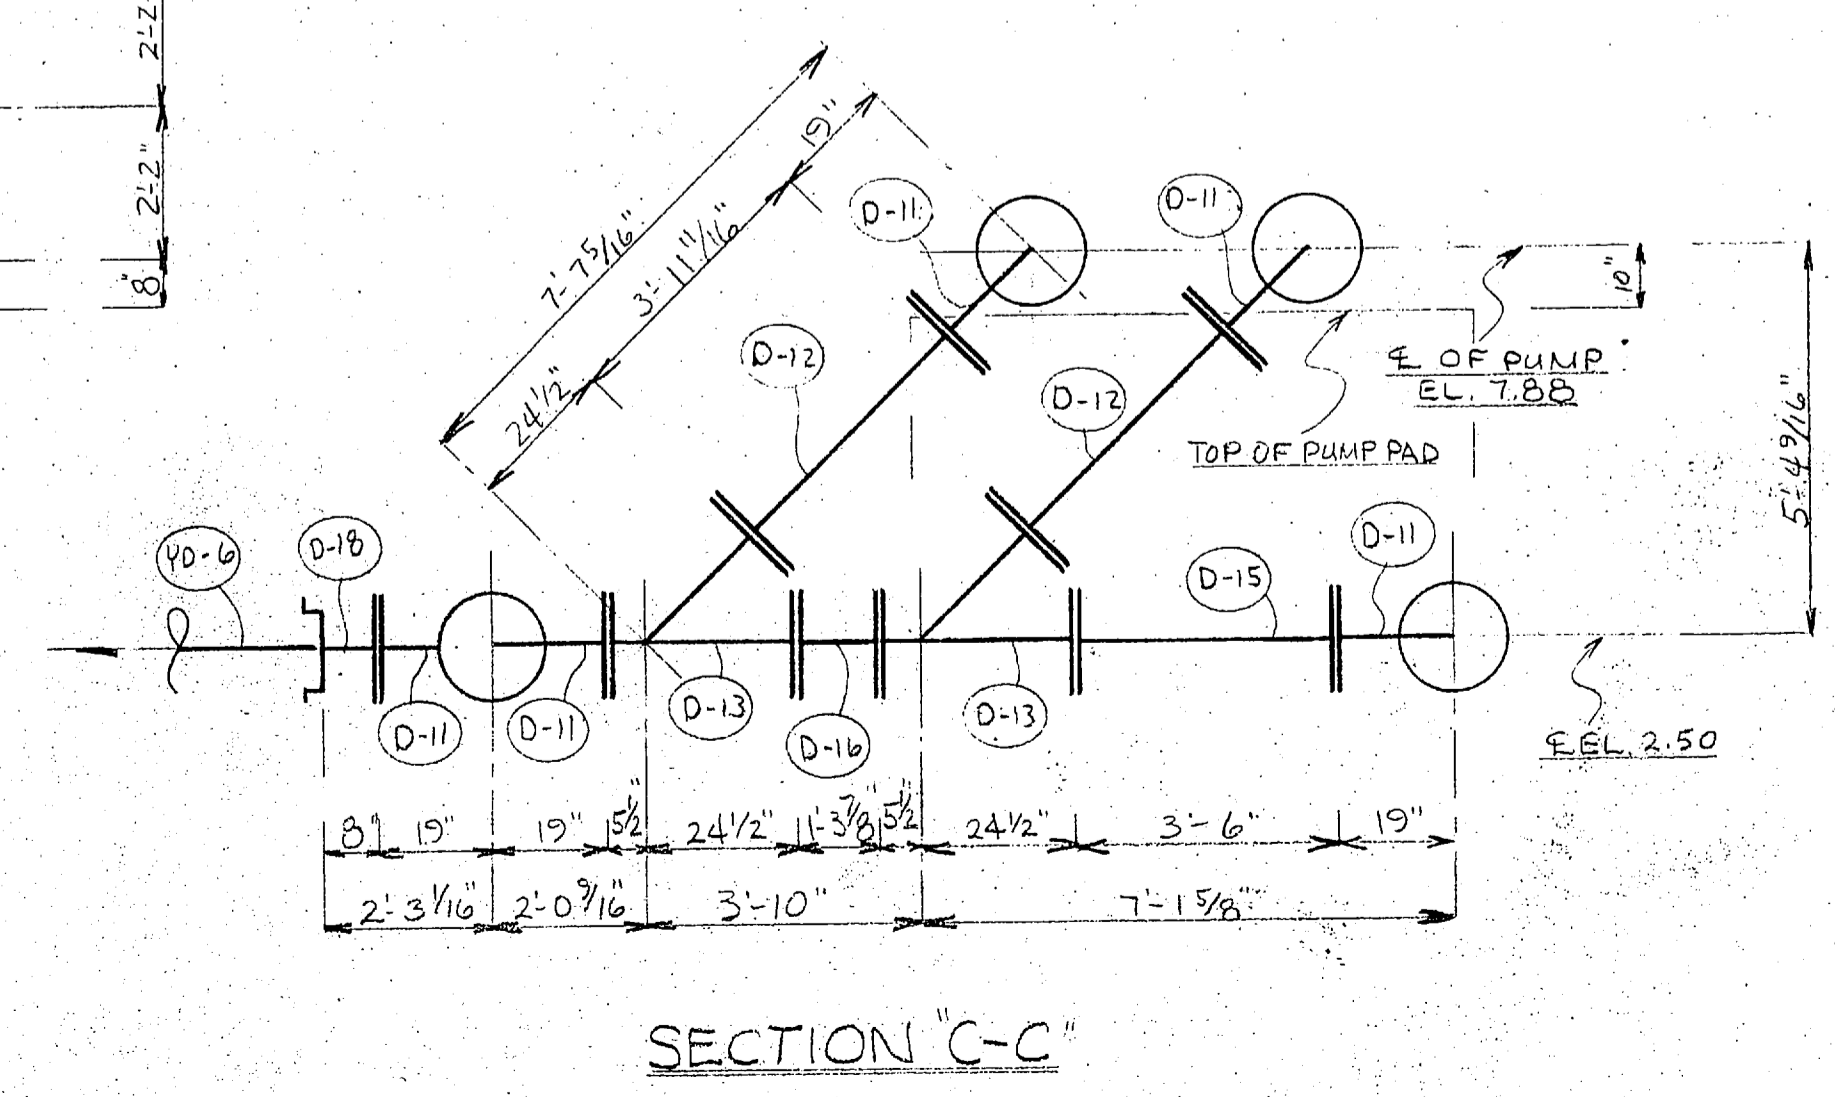 2'-2
2'-2"
8"
7'-7 5/16"
19"
3'-11 11/16"
24 1/2"
D-11
D-11
10"
D-12
D-12
℄ OF PUMP
EL. 7.88
TOP OF PUMP PAD
5'-4 9/16"
YD-6
D-18
D-15
D-11
D-11
D-11
D-13
D-16
D-13
℄ EL. 2.50
8" 19" 19" 5 1/2" 24 1/2" 1'-3 7/8" 5 1/2" 24 1/2" 3'-6" 19"
2'-3 1/16" 2'-0 9/16" 3'-10" 7'-1 5/8"
SECTION "C-C"